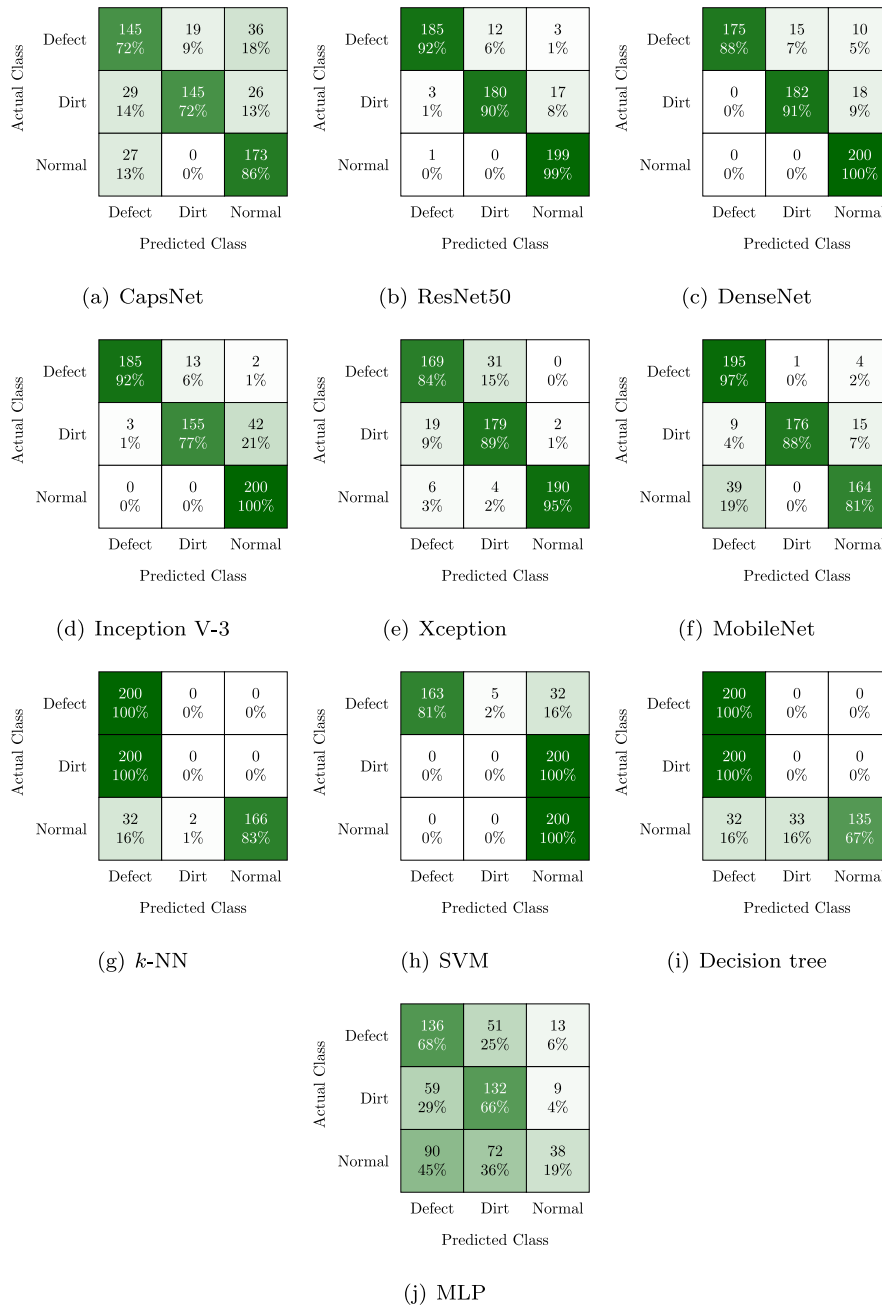 Actual Class
Defect
145 72%
19 9%
36 18%
Dirt
29 14%
145 72%
26 13%
Normal
27 13%
0 0%
173 86%
Defect Dirt Normal
Predicted Class
(a) CapsNet
Actual Class
Defect
185 92%
12 6%
3 1%
Dirt
3 1%
180 90%
17 8%
Normal
1 0%
0 0%
199 99%
Defect Dirt Normal
Predicted Class
(b) ResNet50
Actual Class
Defect
175 88%
15 7%
10 5%
Dirt
0 0%
182 91%
18 9%
Normal
0 0%
0 0%
200 100%
Defect Dirt Normal
Predicted Class
(c) DenseNet
Actual Class
Defect
185 92%
13 6%
2 1%
Dirt
3 1%
155 77%
42 21%
Normal
0 0%
0 0%
200 100%
Defect Dirt Normal
Predicted Class
(d) Inception V-3
Actual Class
Defect
169 84%
31 15%
0 0%
Dirt
19 9%
179 89%
2 1%
Normal
6 3%
4 2%
190 95%
Defect Dirt Normal
Predicted Class
(e) Xception
Actual Class
Defect
195 97%
1 0%
4 2%
Dirt
9 4%
176 88%
15 7%
Normal
39 19%
0 0%
164 81%
Defect Dirt Normal
Predicted Class
(f) MobileNet
Actual Class
Defect
200 100%
0 0%
0 0%
Dirt
200 100%
0 0%
0 0%
Normal
32 16%
2 1%
166 83%
Defect Dirt Normal
Predicted Class
(g) k-NN
Actual Class
Defect
163 81%
5 2%
32 16%
Dirt
0 0%
0 0%
200 100%
Normal
0 0%
0 0%
200 100%
Defect Dirt Normal
Predicted Class
(h) SVM
Actual Class
Defect
200 100%
0 0%
0 0%
Dirt
200 100%
0 0%
0 0%
Normal
32 16%
33 16%
135 67%
Defect Dirt Normal
Predicted Class
(i) Decision tree
Actual Class
Defect
136 68%
51 25%
13 6%
Dirt
59 29%
132 66%
9 4%
Normal
90 45%
72 36%
38 19%
Defect Dirt Normal
Predicted Class
(j) MLP